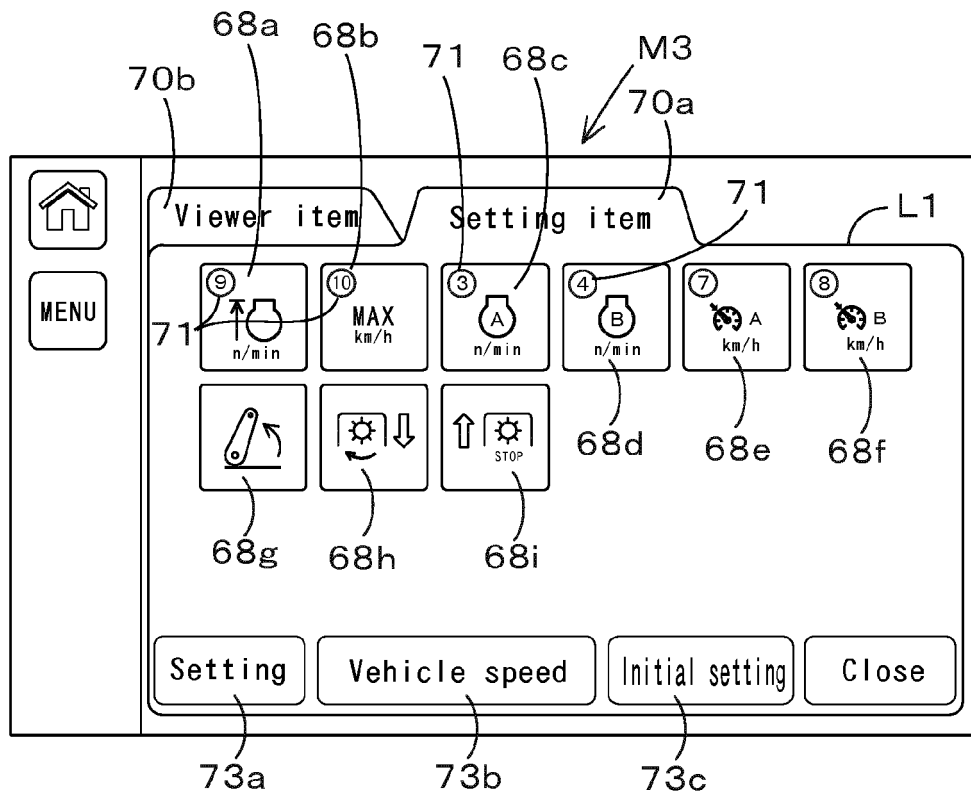 68a 68b 71 68c M3
70b 70a
Viewer item Setting item 71 L1
⑨ ⑩ ③ ④ ⑦ ⑧
MENU 71 MAX A B A B
n/min km/h n/min n/min km/h km/h
STOP 68d 68e 68f
68g 68h 68i
Setting Vehicle speed Initial setting Close
73a 73b 73c